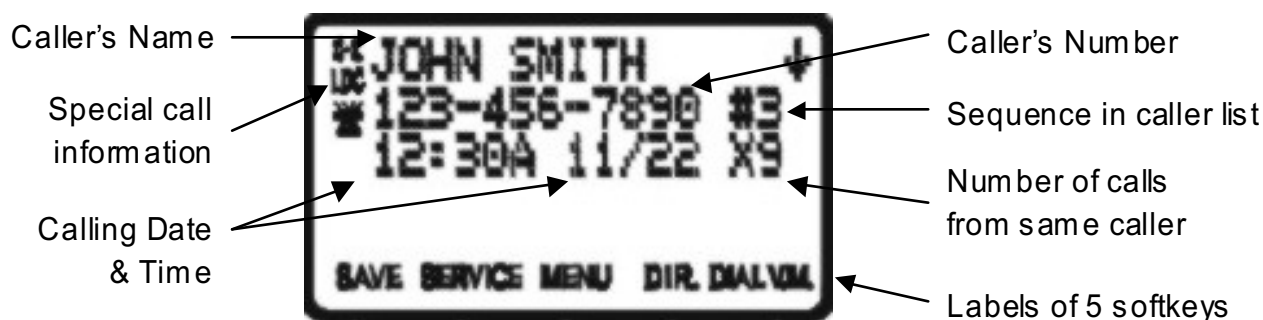 Caller's Name
Special call
information
Calling Date
& Time
JOHN SMITH
123-456-7890 #3
12:30A 11/22 X9
SAVE SERVICE MENU DIR. DIAL V.M.
Caller's Number
Sequence in caller list
Number of calls
from same caller
Labels of 5 softkeys